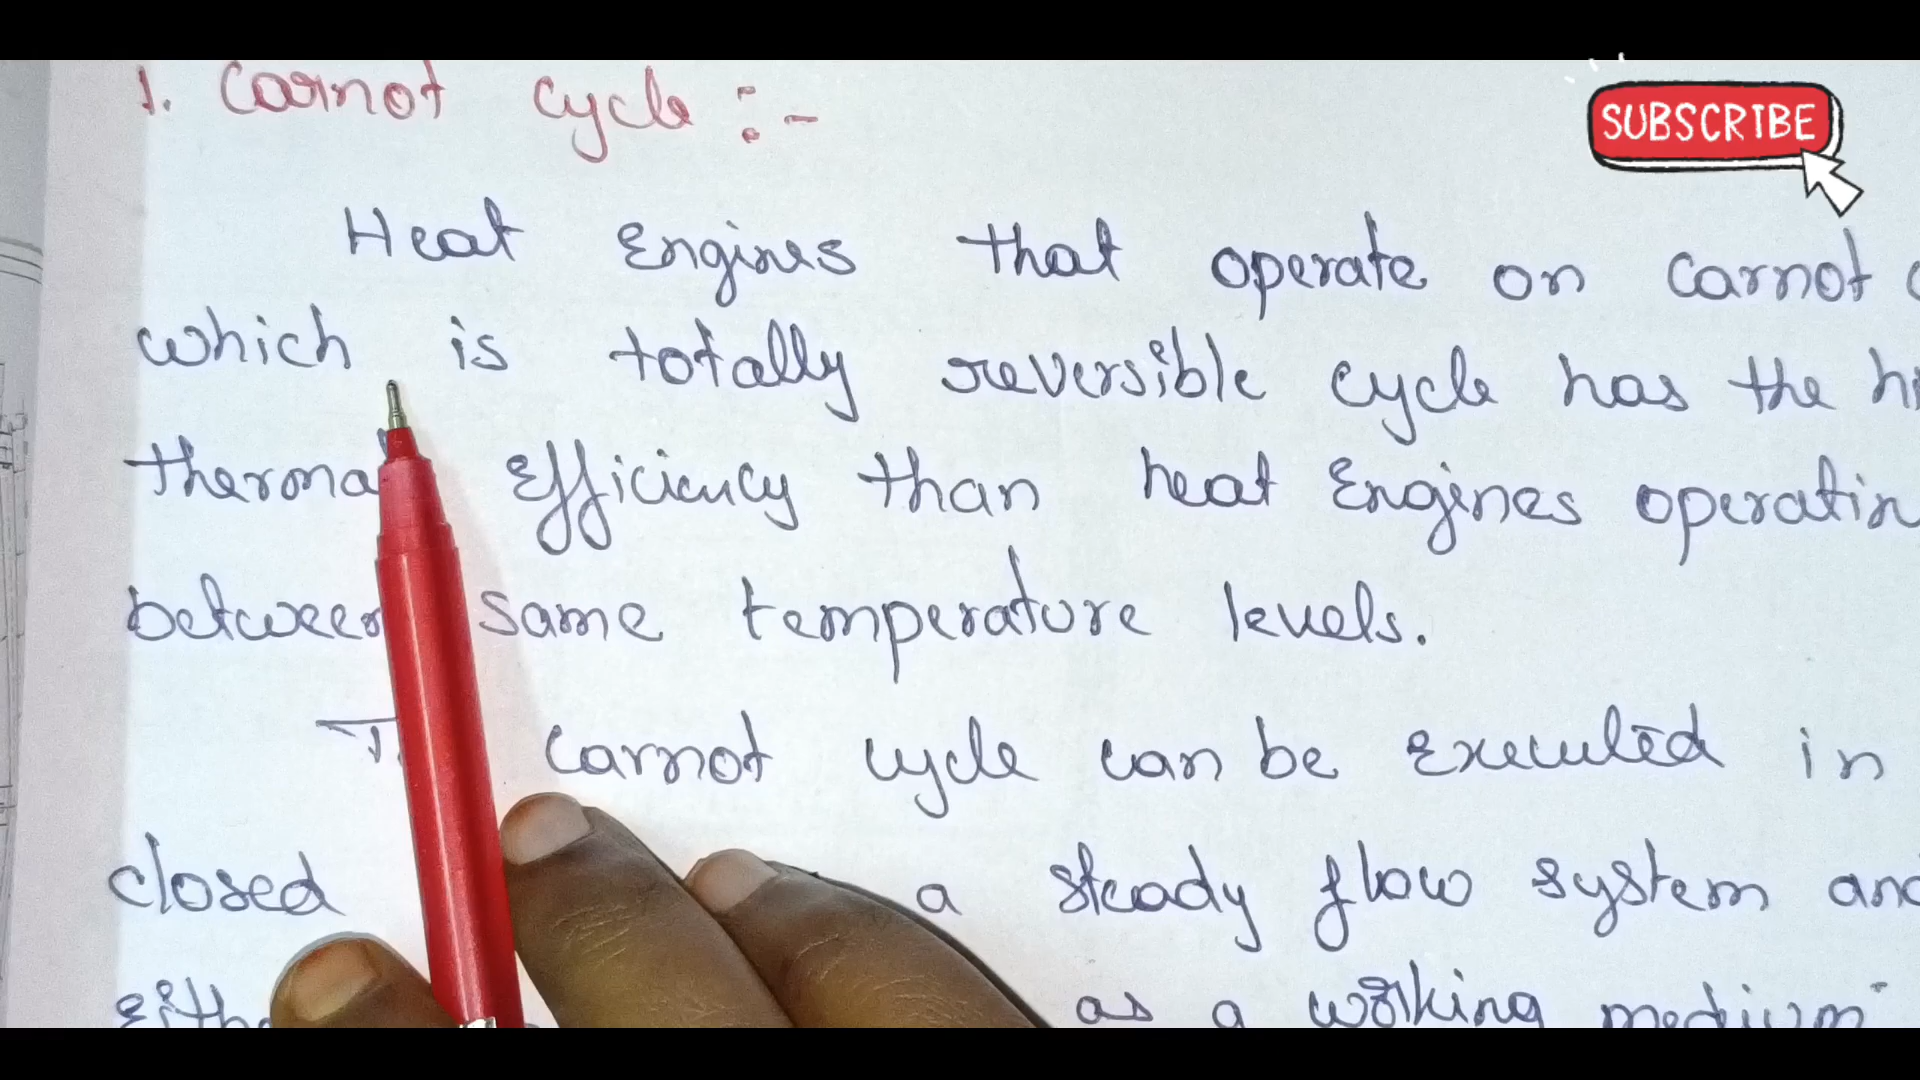 1. Carnot cycle :-
SUBSCRIBE
Heat Engines that operate on carnot
which is totally reversible cycle has the
thermal Efficiency than heat Engines operatin
between same temperature levels.
carnot cycle can be executed in
closed a steady flow system and
as a working medium